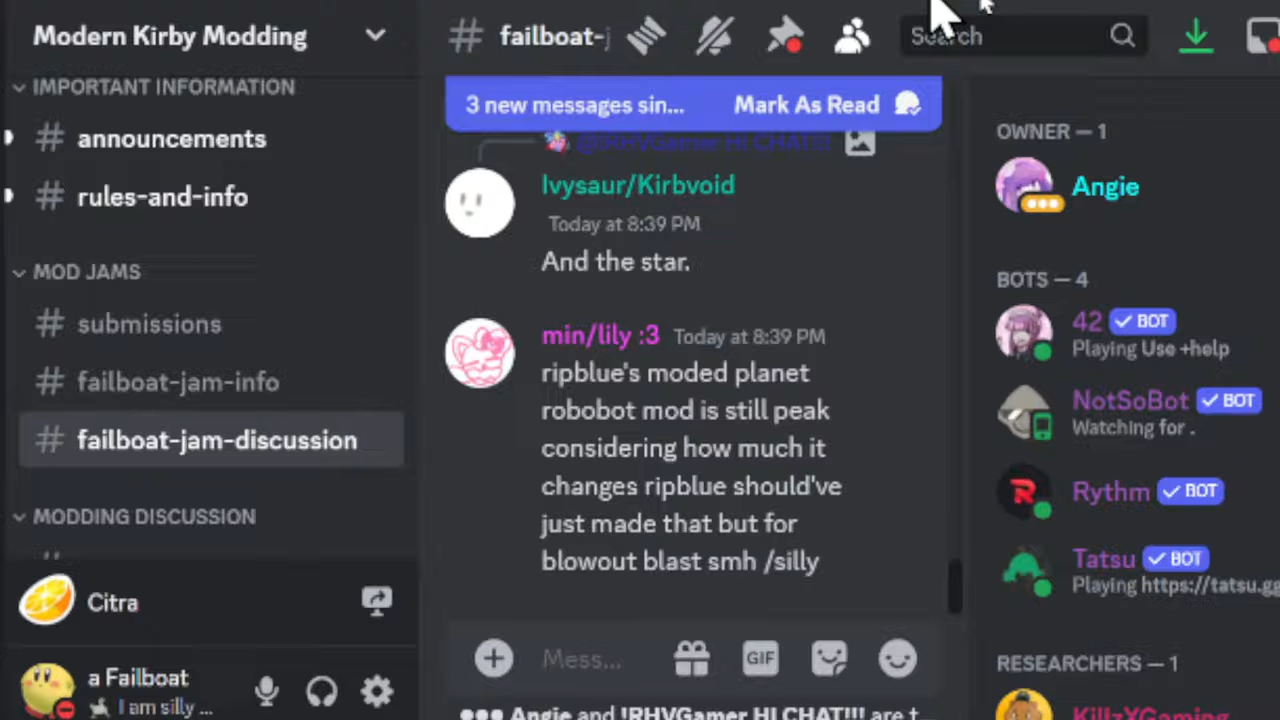 Modern Kirby Modding
IMPORTANT INFORMATION
announcements
rules-and-info
MOD JAMS
submissions
failboat-jam-info
failboat-jam-discussion
MODDING DISCUSSION
Citra
a Failboat
I am silly ...
failboat-j
Search
3 new messages sin... Mark As Read
@!RHVGamer HI CHAT!!!
Ivysaur/Kirbvoid
Today at 8:39 PM
And the star.
min/lily :3 Today at 8:39 PM
ripblue's moded planet
robobot mod is still peak
considering how much it
changes ripblue should've
just made that but for
blowout blast smh /silly
Mess...
GIF
Angie and !RHVGamer HI CHAT!!! are t...
OWNER — 1
Angie
BOTS — 4
42 BOT
Playing Use +help
NotSoBot BOT
Watching for .
Rythm BOT
Tatsu BOT
Playing https://tatsu.gg
RESEARCHERS — 1
KillzXGaming